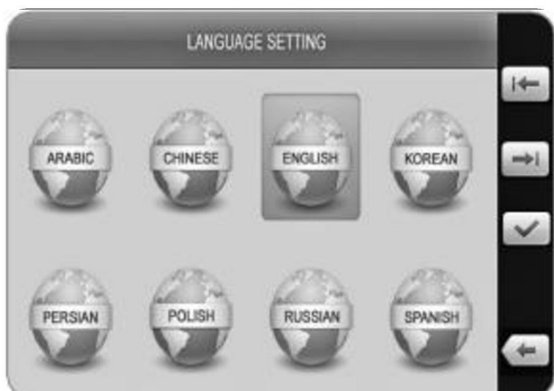 LANGUAGE SETTING
ARABIC CHINESE ENGLISH KOREAN
PERSIAN POLISH RUSSIAN SPANISH